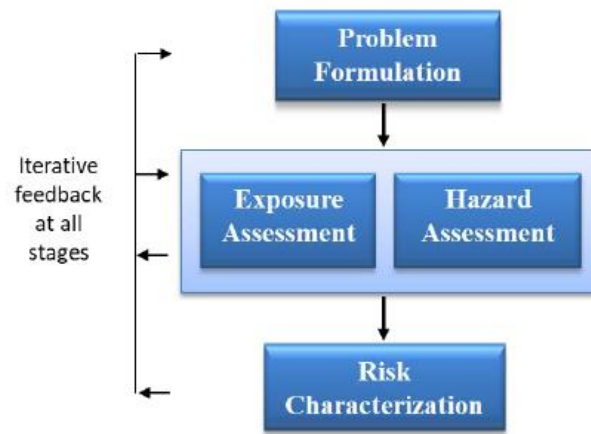 Problem
Formulation
Iterative
feedback
at all
stages
Exposure
Assessment
Hazard
Assessment
Risk
Characterization